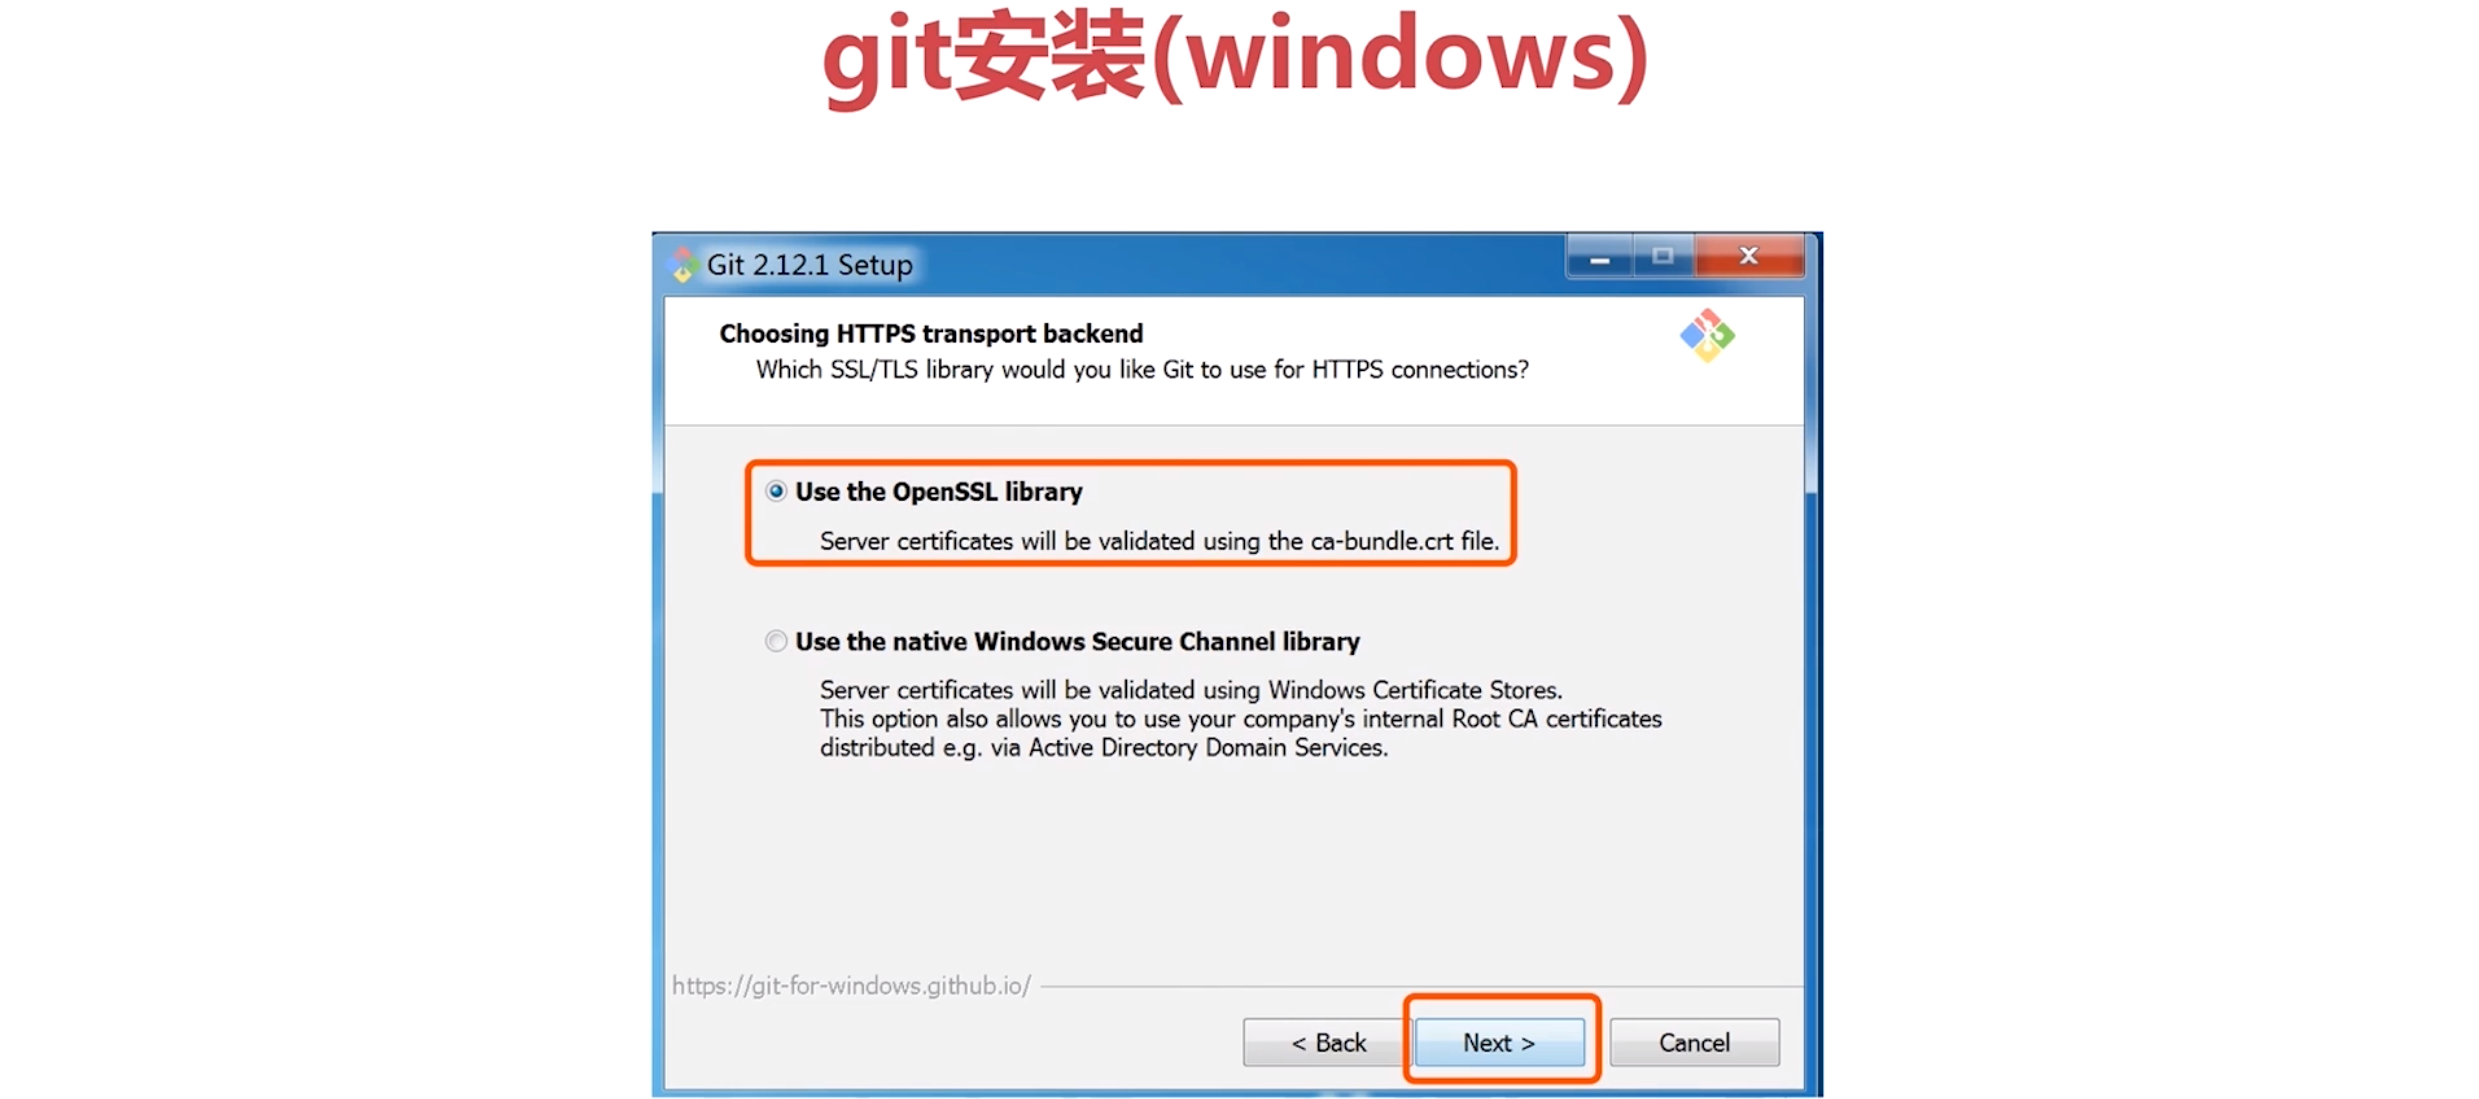 git安装(windows)
Git 2.12.1 Setup
Choosing HTTPS transport backend
Which SSL/TLS library would you like Git to use for HTTPS connections?
Use the OpenSSL library
Server certificates will be validated using the ca-bundle.crt file.
Use the native Windows Secure Channel library
Server certificates will be validated using Windows Certificate Stores.
This option also allows you to use your company's internal Root CA certificates
distributed e.g. via Active Directory Domain Services.
https://git-for-windows.github.io/
< Back Next > Cancel